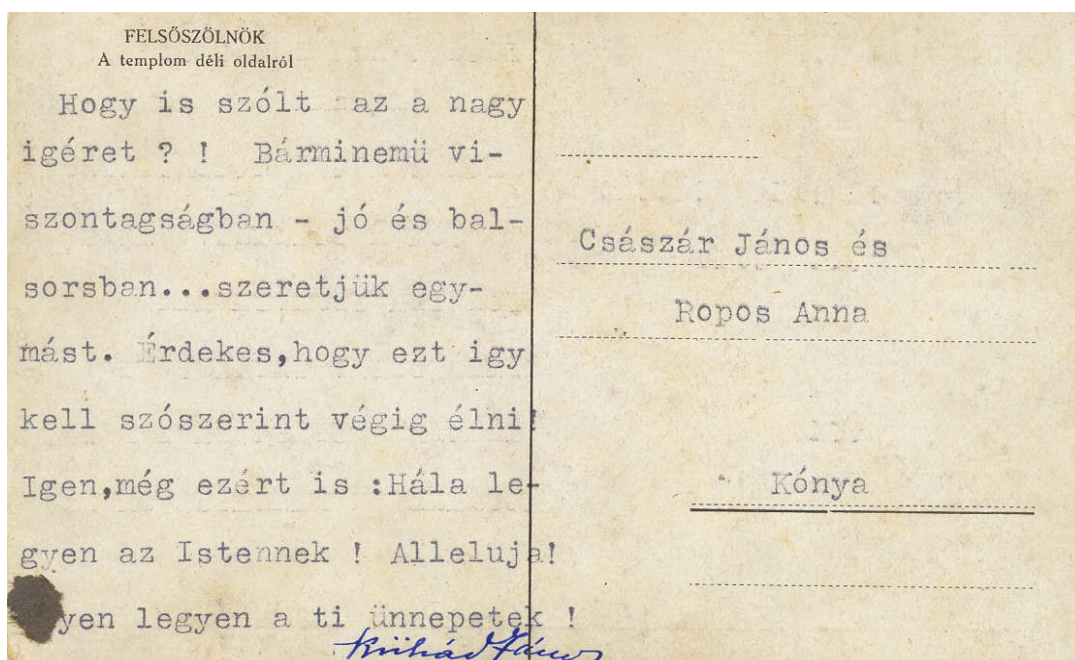 FELSŐSZÖLNÖK
A templom déli oldalról
Hogy is szólt az a nagy
igéret ? ! Bárminemü vi-
szontagságban - jó és bal-
sorsban...szeretjük egy-
mást. Érdekes,hogy ezt igy
kell szószerint végig élni!
Igen,még ezért is :Hála le-
gyen az Istennek ! Alleluja!
yen legyen a ti ünnepetek !
János
Császár János és
Ropos Anna
Kónya